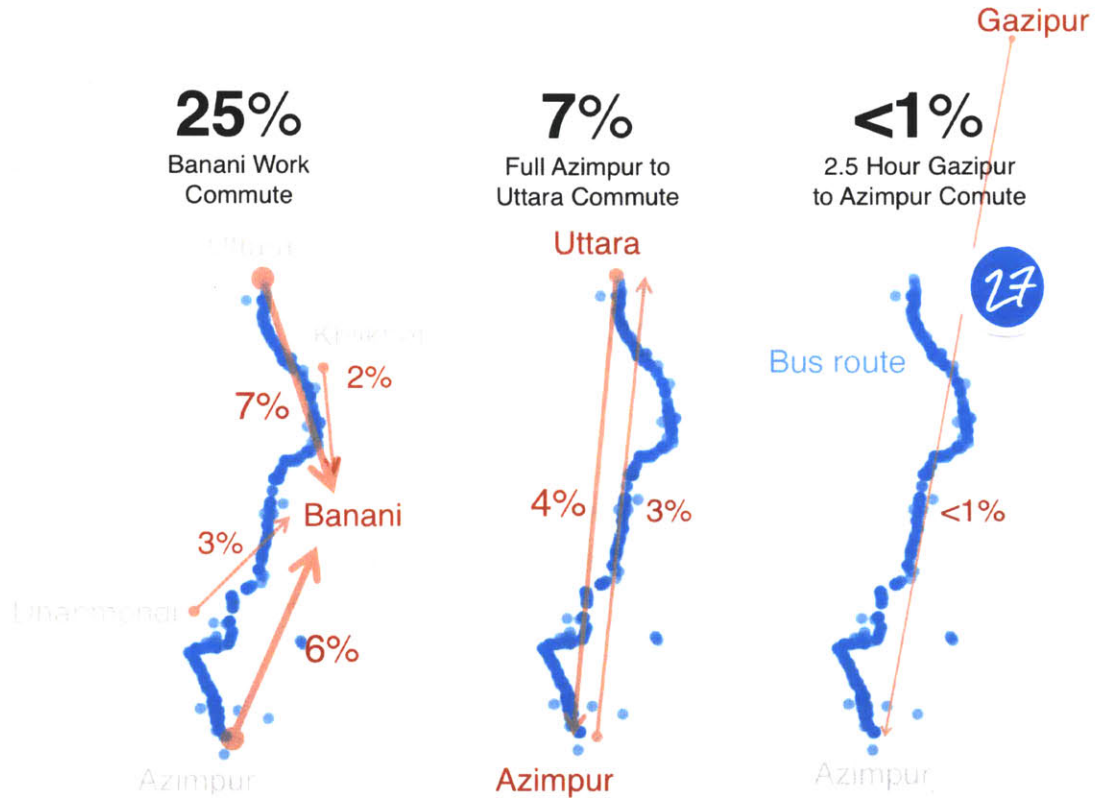 Gazipur
25%
Banani Work
Commute
7%
Full Azimpur to
Uttara Commute
<1%
2.5 Hour Gazipur
to Azimpur Comute
Uttara
Uttara
27
Bus route
2%
7%
Banani
3%
6%
4%
3%
<1%
Azimpur
Azimpur
Azimpur